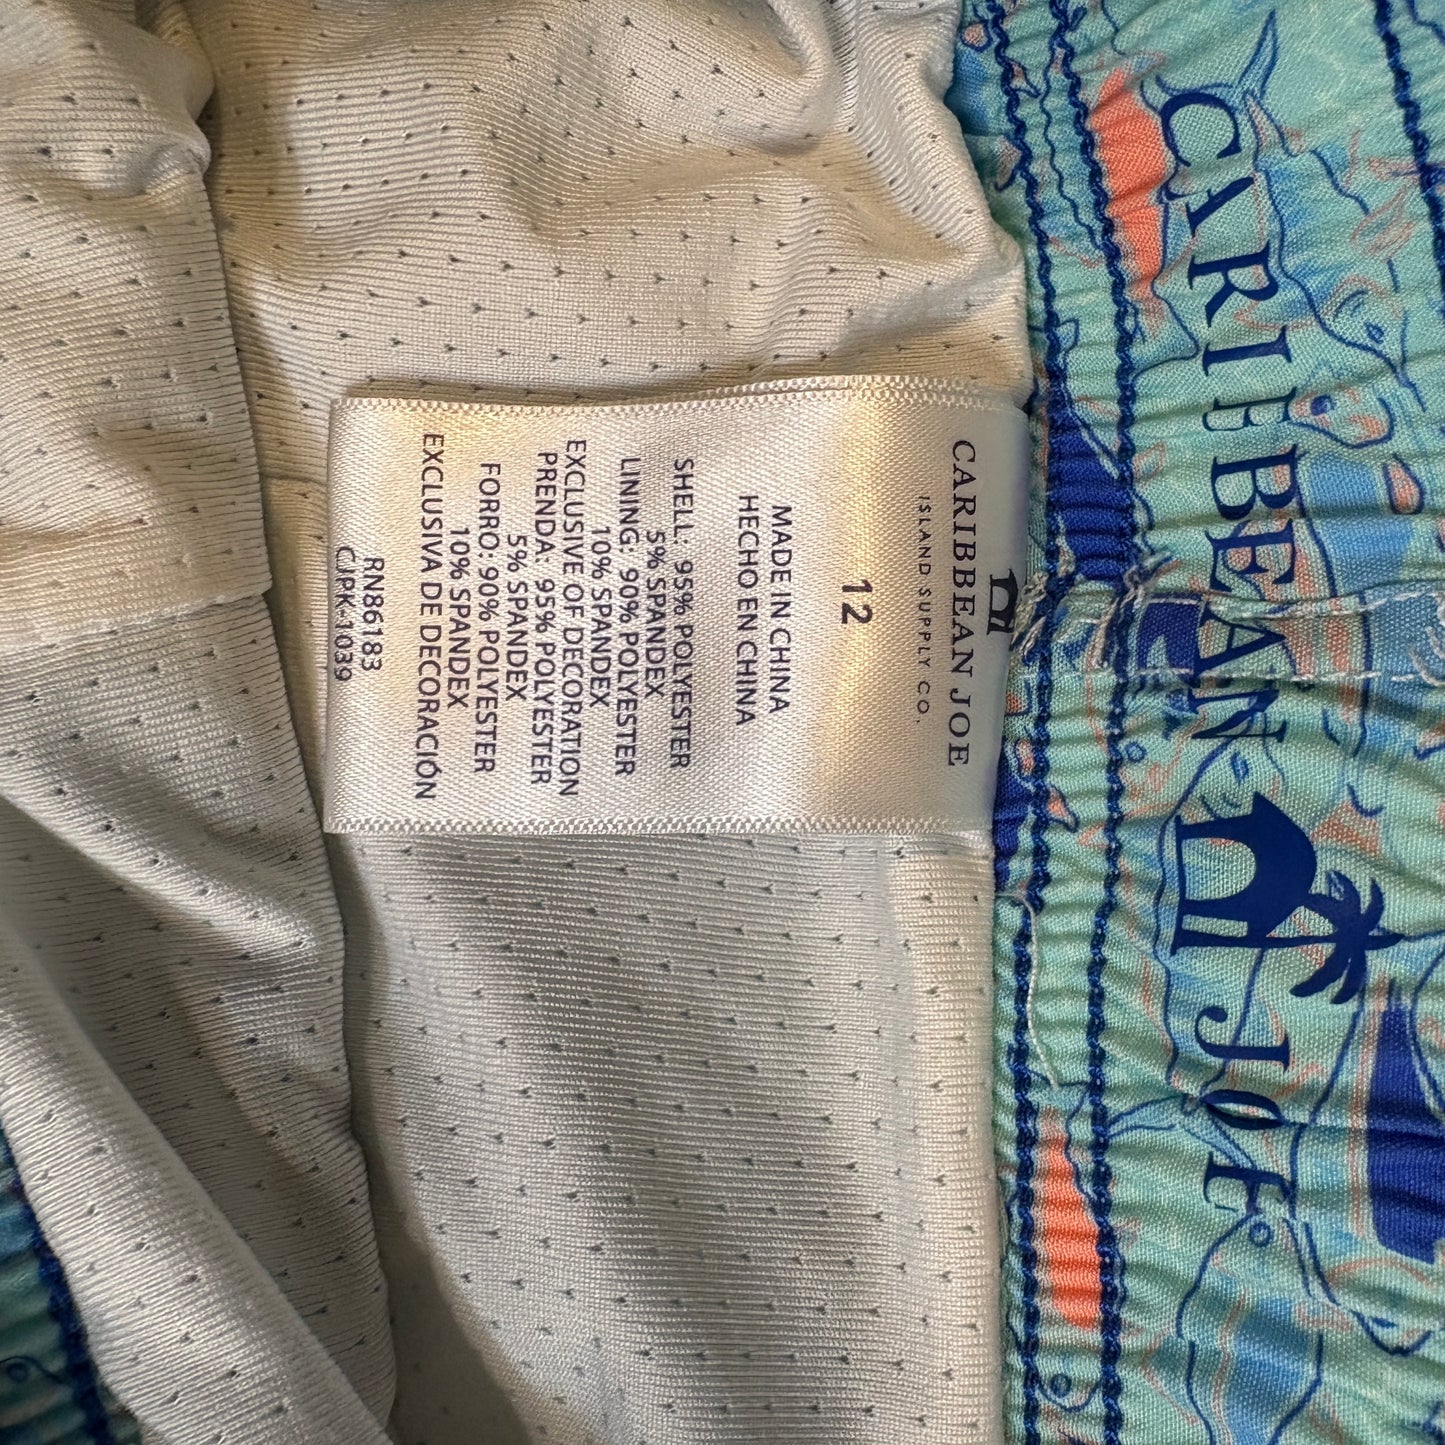 CARIBBEAN JOE
ISLAND SUPPLY CO.
12
MADE IN CHINA
HECHO EN CHINA
SHELL: 95% POLYESTER
5% SPANDEX
LINING: 90% POLYESTER
10% SPANDEX
EXCLUSIVE OF DECORATION
PRENDA: 95% POLYESTER
5% SPANDEX
FORRO: 90% POLYESTER
10% SPANDEX
EXCLUSIVA DE DECORACIÓN
RN86183
CJPK-1039
CARIBBEAN JOE